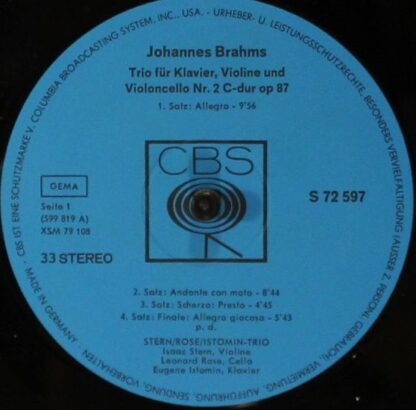 CBS IST EINE SCHUTZMARKE V. COLUMBIA BROADCASTING SYSTEM, INC., USA. - URHEBER- U. LEISTUNGSSCHUTZRECHTE, BESONDERS VERVIELFÄLTIGUNG (AUSSER Z. PERSÖNL. GEBRAUCH), VERMIETUNG, AUFFÜHRUNG, SENDUNG, VORBEHALTEN
MADE IN GERMANY
Johannes Brahms
Trio für Klavier, Violine und
Violoncello Nr. 2 C-dur op 87
1. Satz: Allegro - 9'56
CBS
GEMA
Seite 1
(S99 819 A)
XSM 79 108
S 72 597
33 STEREO
2. Satz: Andante con moto - 8'44
3. Satz: Scherzo: Presto - 4'45
4. Satz: Finale: Allegro giocoso - 5'43
p. d.
STERN/ROSE/ISTOMIN-TRIO
Isaac Stern, Violine
Leonard Rose, Cello
Eugene Istomin, Klavier